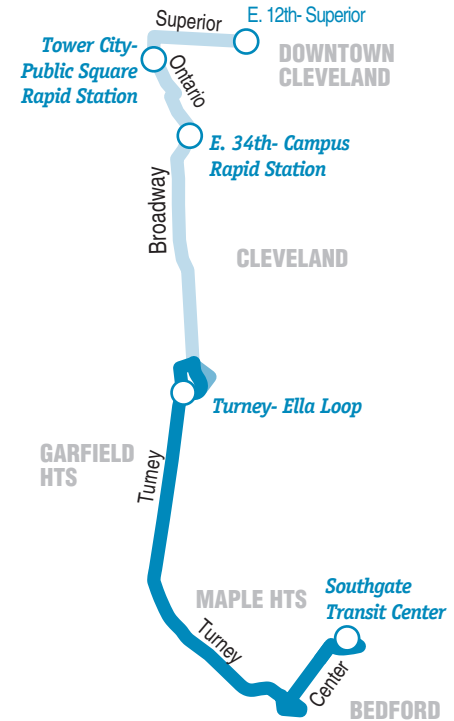 Superior
E. 12th- Superior
Tower City-
Public Square
Rapid Station
DOWNTOWN
CLEVELAND
Ontario
E. 34th- Campus
Rapid Station
Broadway
CLEVELAND
Turney- Ella Loop
GARFIELD
HTS
Turney
MAPLE HTS
Southgate
Transit Center
Turney
Center
BEDFORD